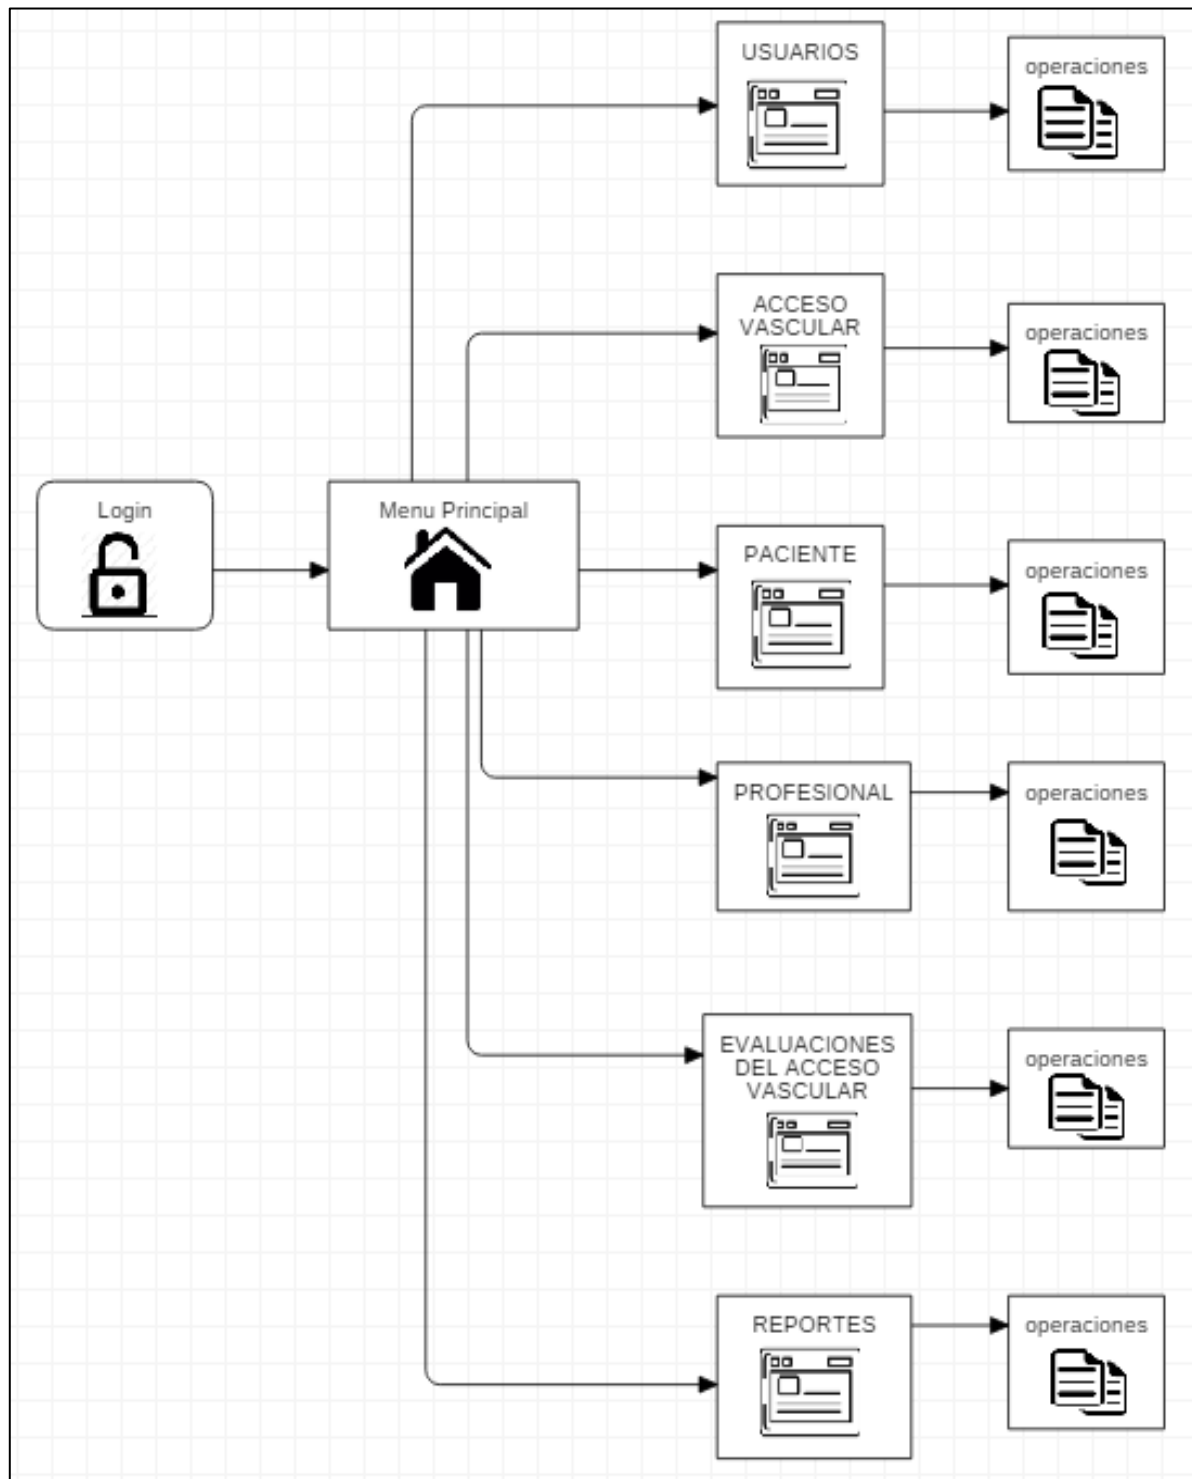 USUARIOS
operaciones
ACCESO
VASCULAR
operaciones
Login
Menu Principal
PACIENTE
operaciones
PROFESIONAL
operaciones
EVALUACIONES
DEL ACCESO
VASCULAR
operaciones
REPORTES
operaciones